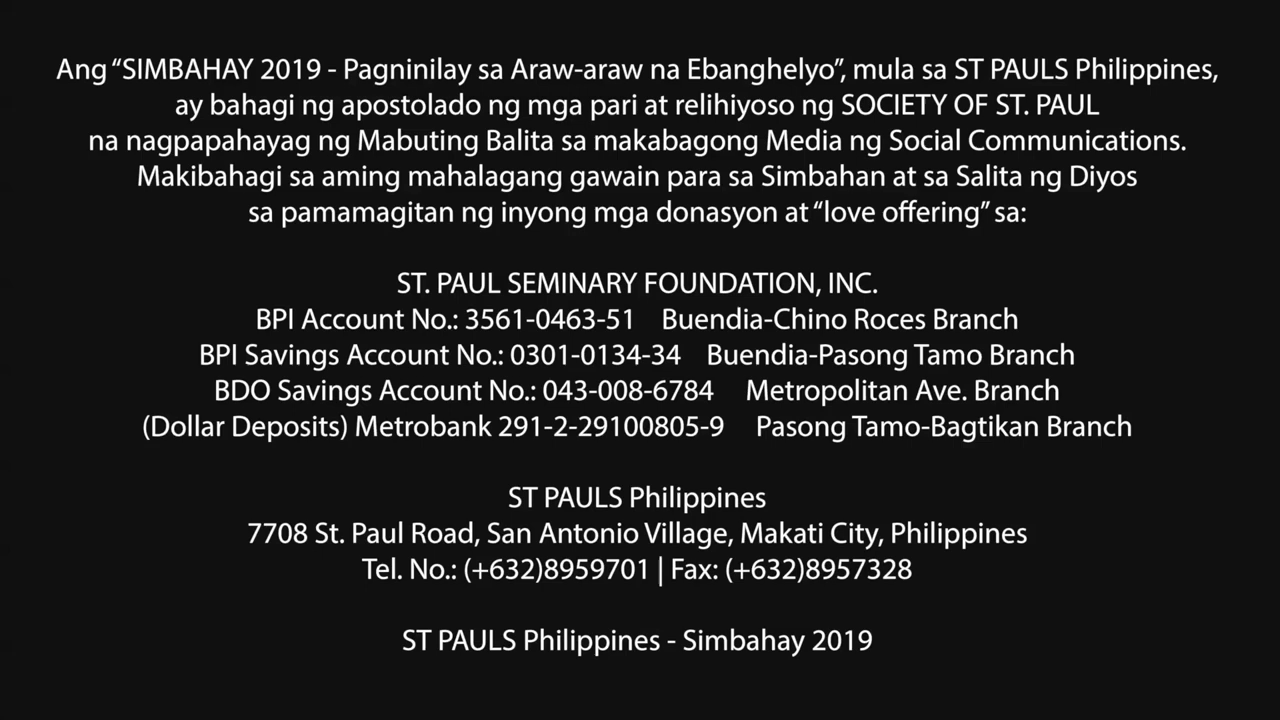 Ang “SIMBAHAY 2019 - Pagninilay sa Araw-araw na Ebanghelyo”, mula sa ST PAULS Philippines,
ay bahagi ng apostolado ng mga pari at relihiyoso ng SOCIETY OF ST. PAUL
na nagpapahayag ng Mabuting Balita sa makabagong Media ng Social Communications.
Makibahagi sa aming mahalagang gawain para sa Simbahan at sa Salita ng Diyos
sa pamamagitan ng inyong mga donasyon at “love offering” sa:
ST. PAUL SEMINARY FOUNDATION, INC.
BPI Account No.: 3561-0463-51 Buendia-Chino Roces Branch
BPI Savings Account No.: 0301-0134-34 Buendia-Pasong Tamo Branch
BDO Savings Account No.: 043-008-6784 Metropolitan Ave. Branch
(Dollar Deposits) Metrobank 291-2-29100805-9 Pasong Tamo-Bagtikan Branch
ST PAULS Philippines
7708 St. Paul Road, San Antonio Village, Makati City, Philippines
Tel. No.: (+632)8959701 | Fax: (+632)8957328
ST PAULS Philippines - Simbahay 2019